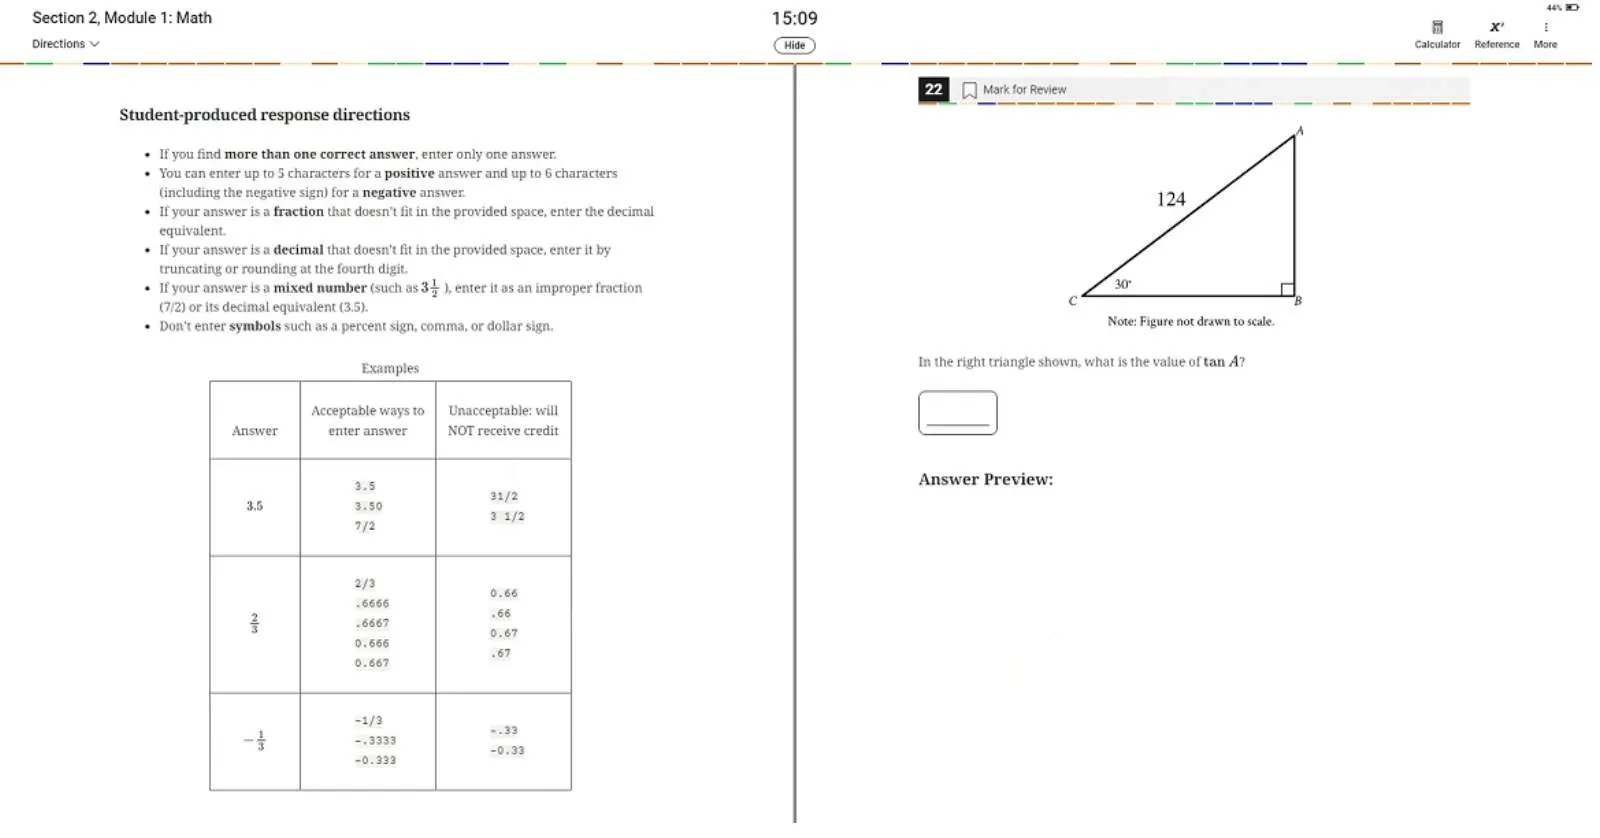 Section 2, Module 1: Math
Directions
15:09
Hide
44%
Calculator
X²
Reference
More
Student-produced response directions
• If you find more than one correct answer, enter only one answer.
• You can enter up to 5 characters for a positive answer and up to 6 characters
(including the negative sign) for a negative answer.
• If your answer is a fraction that doesn't fit in the provided space, enter the decimal
equivalent.
• If your answer is a decimal that doesn't fit in the provided space, enter it by
truncating or rounding at the fourth digit.
• If your answer is a mixed number (such as 3 1/2 ), enter it as an improper fraction
(7/2) or its decimal equivalent (3.5).
• Don't enter symbols such as a percent sign, comma, or dollar sign.
Examples
Answer
Acceptable ways to
enter answer
Unacceptable: will
NOT receive credit
3.5
3.5
3.50
7/2
31/2
3 1/2
2/3
2/3
.6666
.6667
0.666
0.667
0.66
.66
0.67
.67
-1/3
-1/3
-.3333
-0.333
-.33
-0.33
22
Mark for Review
A
124
30°
C
B
Note: Figure not drawn to scale.
In the right triangle shown, what is the value of tan A?
Answer Preview: